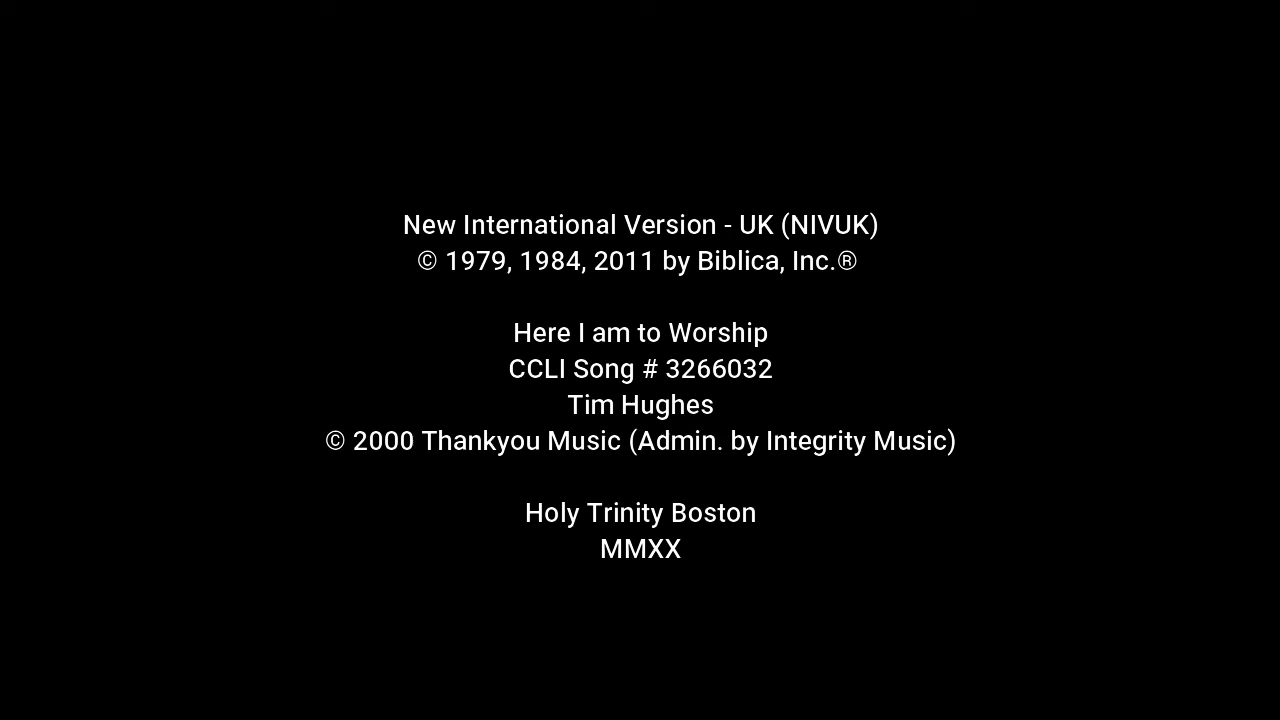 New International Version - UK (NIVUK)
© 1979, 1984, 2011 by Biblica, Inc.®
Here I am to Worship
CCLI Song # 3266032
Tim Hughes
© 2000 Thankyou Music (Admin. by Integrity Music)
Holy Trinity Boston
MMXX